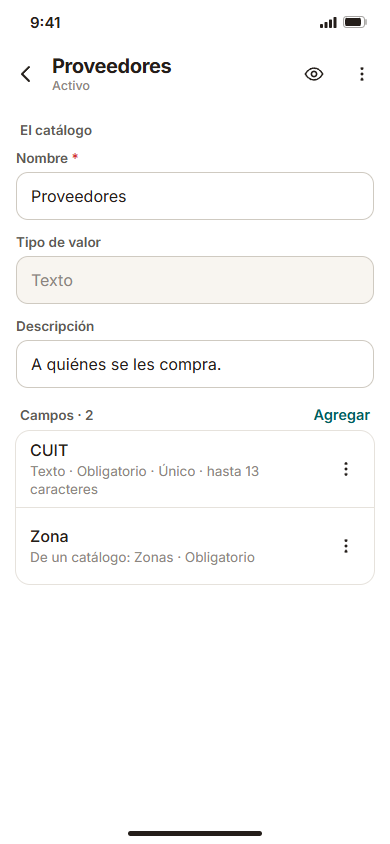 9:41
Proveedores
Activo
El catálogo
Nombre *
Proveedores
Tipo de valor
Texto
Descripción
A quiénes se les compra.
Campos · 2
Agregar
CUIT
Texto · Obligatorio · Único · hasta 13
caracteres
Zona
De un catálogo: Zonas · Obligatorio